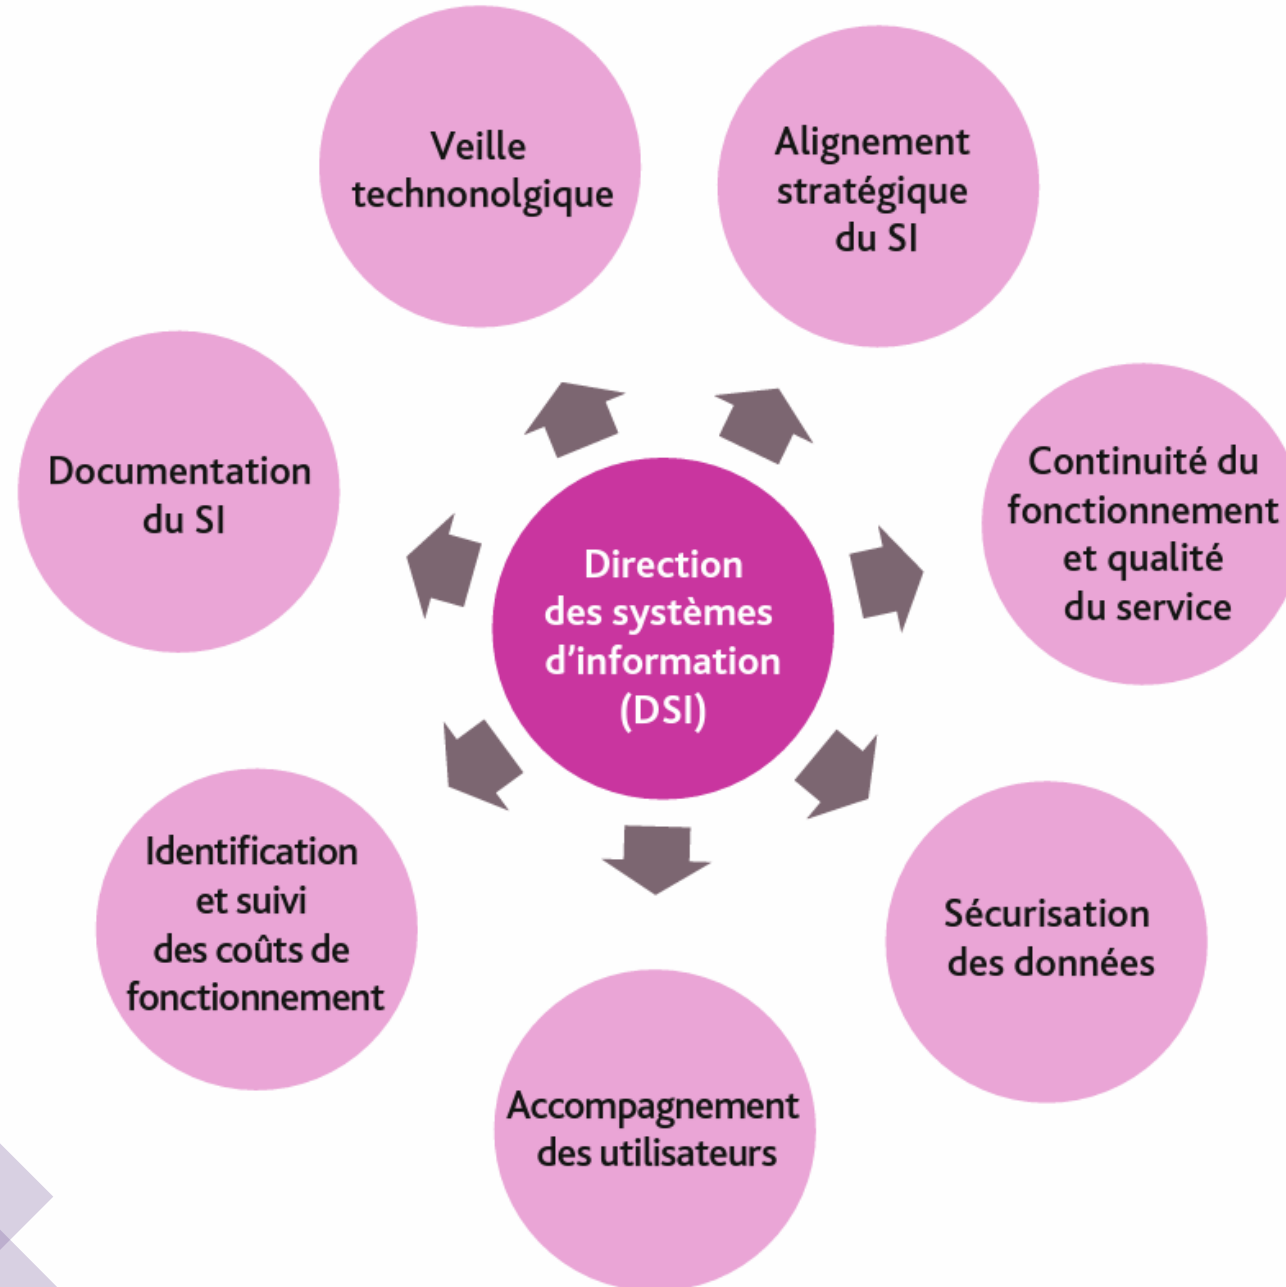 Veille
technonolgique
Alignement
stratégique
du SI
Documentation
du SI
Continuité du
fonctionnement
et qualité
du service
Direction
des systèmes
d'information
(DSI)
Identification
et suivi
des coûts de
fonctionnement
Sécurisation
des données
Accompagnement
des utilisateurs